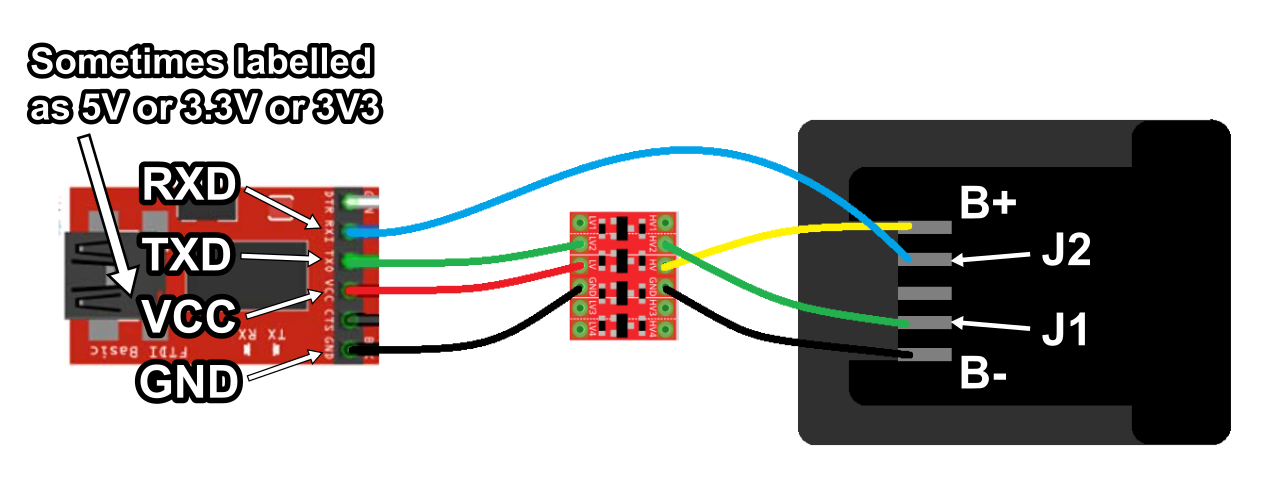 Sometimes labelled
as 5V or 3.3V or 3V3
RXD
TXD
VCC
GND
DTR
RXI
TXO
VCC
CTS
GND
TX RX
FTDI Basic
LV1
LV2
LV
GND
LV3
LV4
HV1
HV2
HV
GND
HV3
HV4
B+
J2
J1
B-